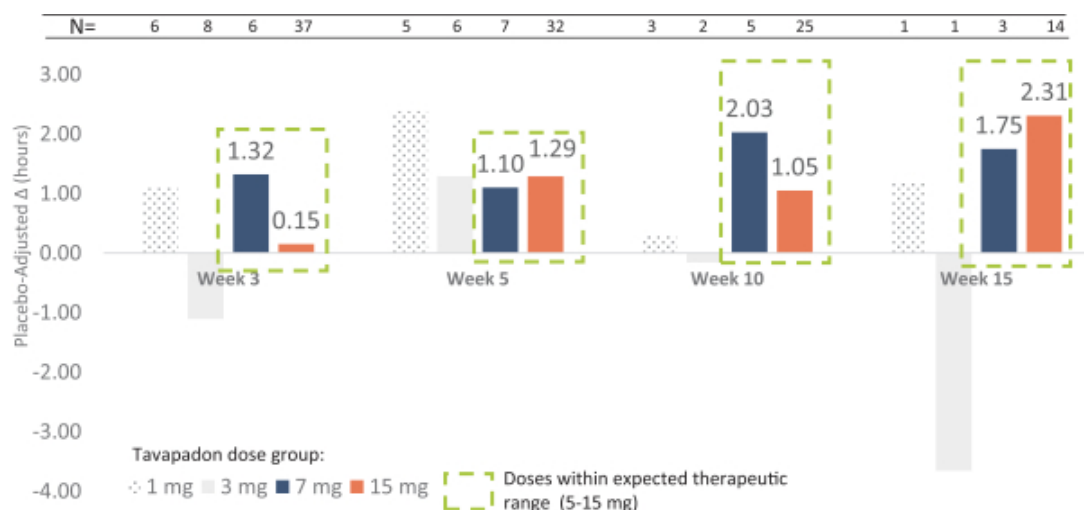 N= 6 8 6 37 5 6 7 32 3 2 5 25 1 1 3 14
3.00
2.00
1.00
0.00
-1.00
-2.00
-3.00
-4.00
Placebo-Adjusted Δ (hours)
1.32
0.15
1.10
1.29
2.03
1.05
1.75
2.31
Week 3 Week 5 Week 10 Week 15
Tavapadon dose group:
1 mg 3 mg 7 mg 15 mg
Doses within expected therapeutic
range (5-15 mg)